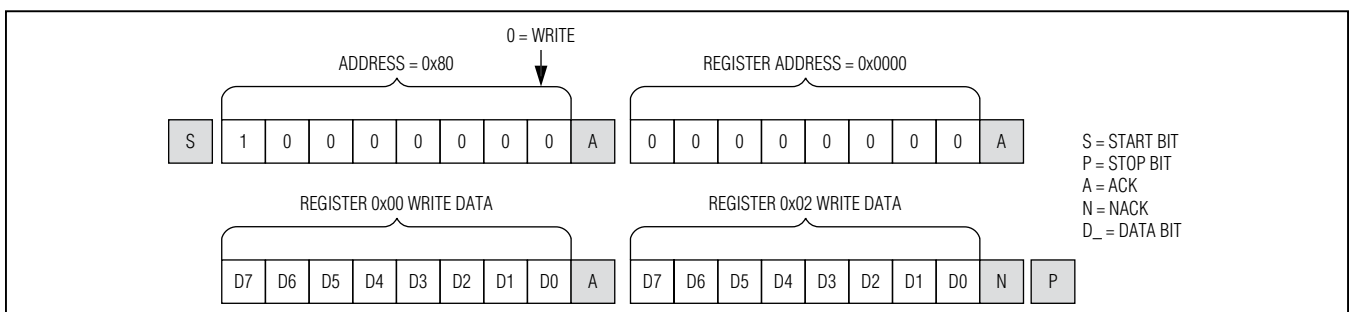 0 = WRITE
ADDRESS = 0x80
REGISTER ADDRESS = 0x0000
S 1 0 0 0 0 0 0 0 A 0 0 0 0 0 0 0 0 A
S = START BIT
P = STOP BIT
A = ACK
N = NACK
D_ = DATA BIT
REGISTER 0x00 WRITE DATA
REGISTER 0x02 WRITE DATA
D7 D6 D5 D4 D3 D2 D1 D0 A D7 D6 D5 D4 D3 D2 D1 D0 N P